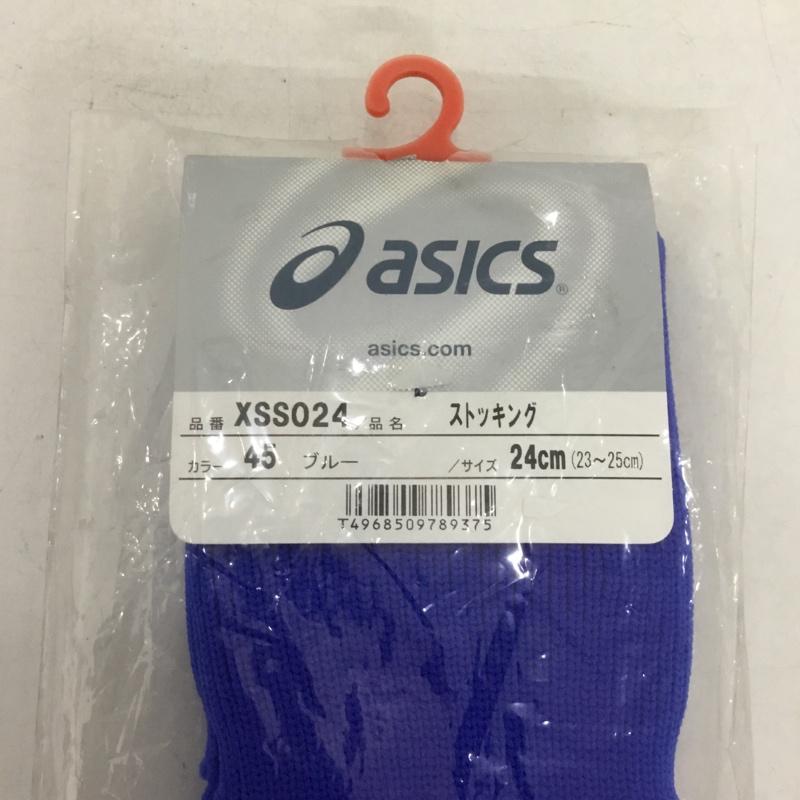 asics®
asics.com
品番 XSS024 品名 ストッキング
カラー 45 ブルー /サイズ 24cm (23~25cm)
T4968509789375